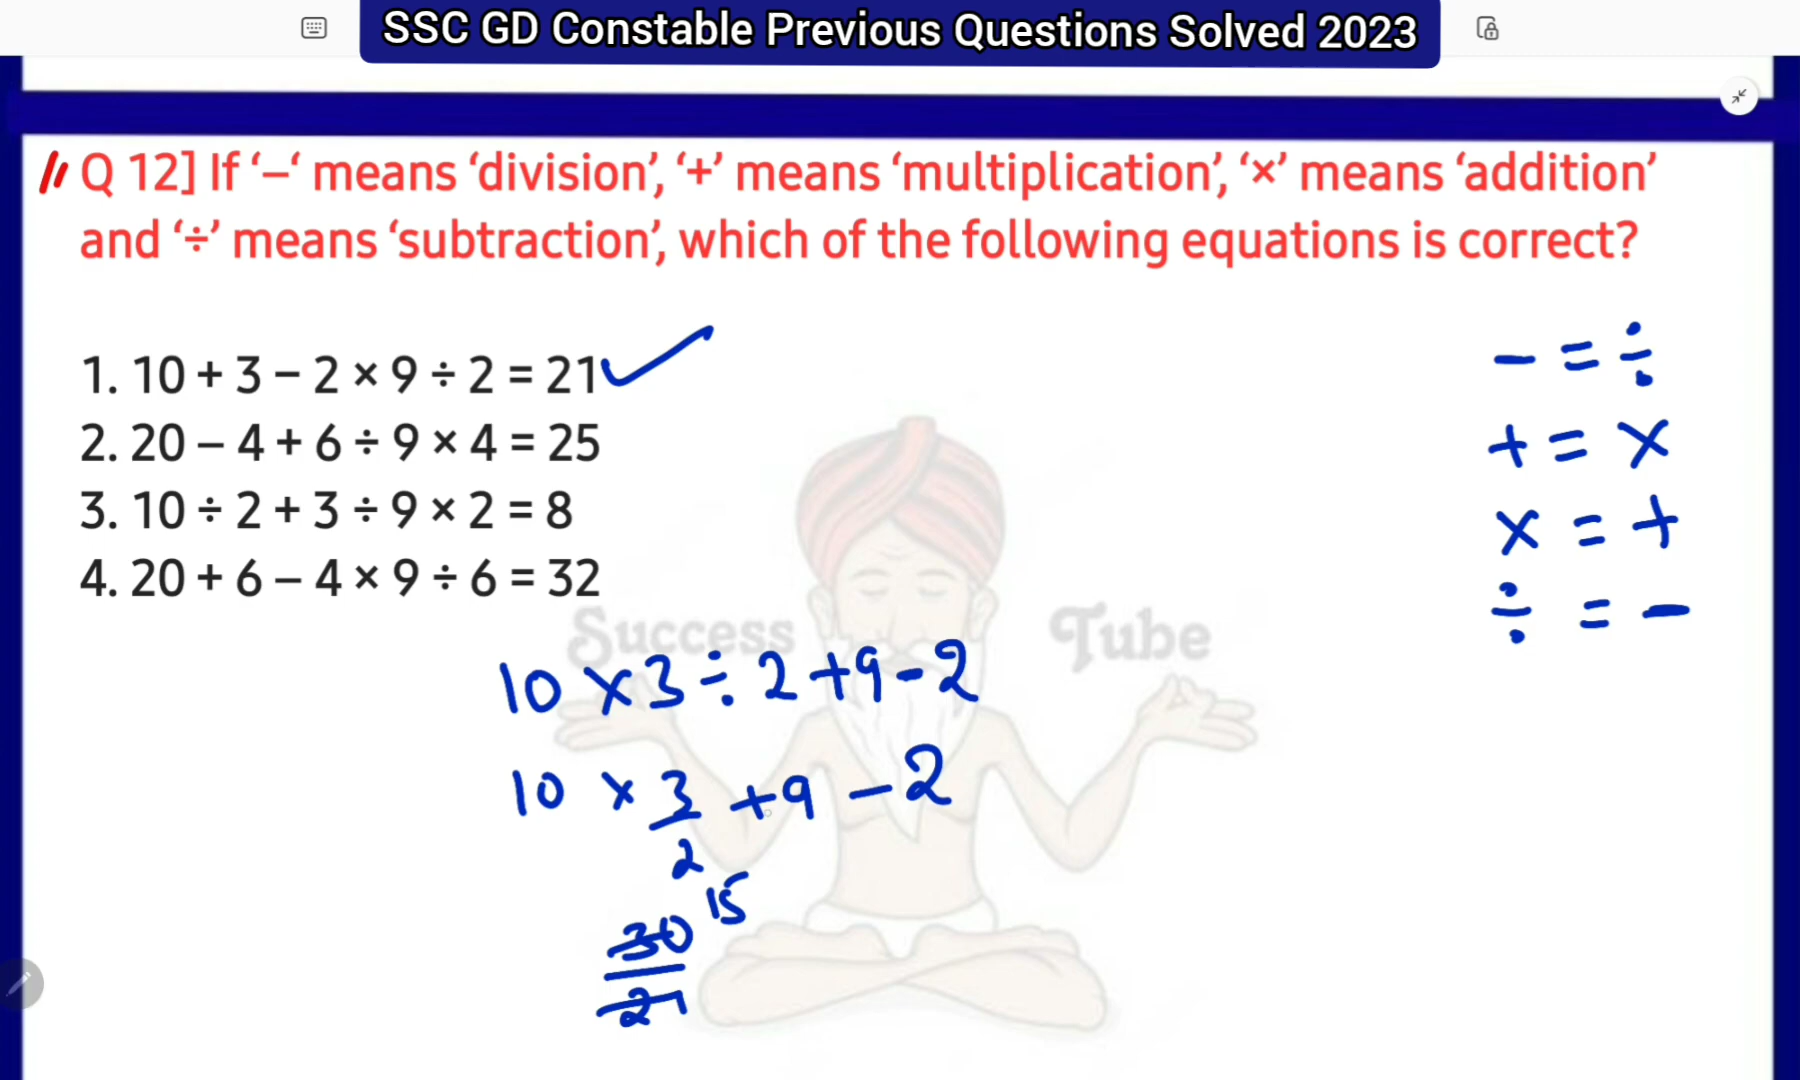 SSC GD Constable Previous Questions Solved 2023
Q 12] If ‘–‘ means ‘division’, ‘+’ means ‘multiplication’, ‘×’ means ‘addition’
and ‘÷’ means ‘subtraction’, which of the following equations is correct?
1. 10 + 3 – 2 × 9 ÷ 2 = 21
2. 20 – 4 + 6 ÷ 9 × 4 = 25
3. 10 ÷ 2 + 3 ÷ 9 × 2 = 8
4. 20 + 6 – 4 × 9 ÷ 6 = 32
– = ÷
+ = ×
× = +
÷ = –
Success Tube
10 × 3 ÷ 2 + 9 - 2
10 × 3/2 + 9 - 2
30/2 15